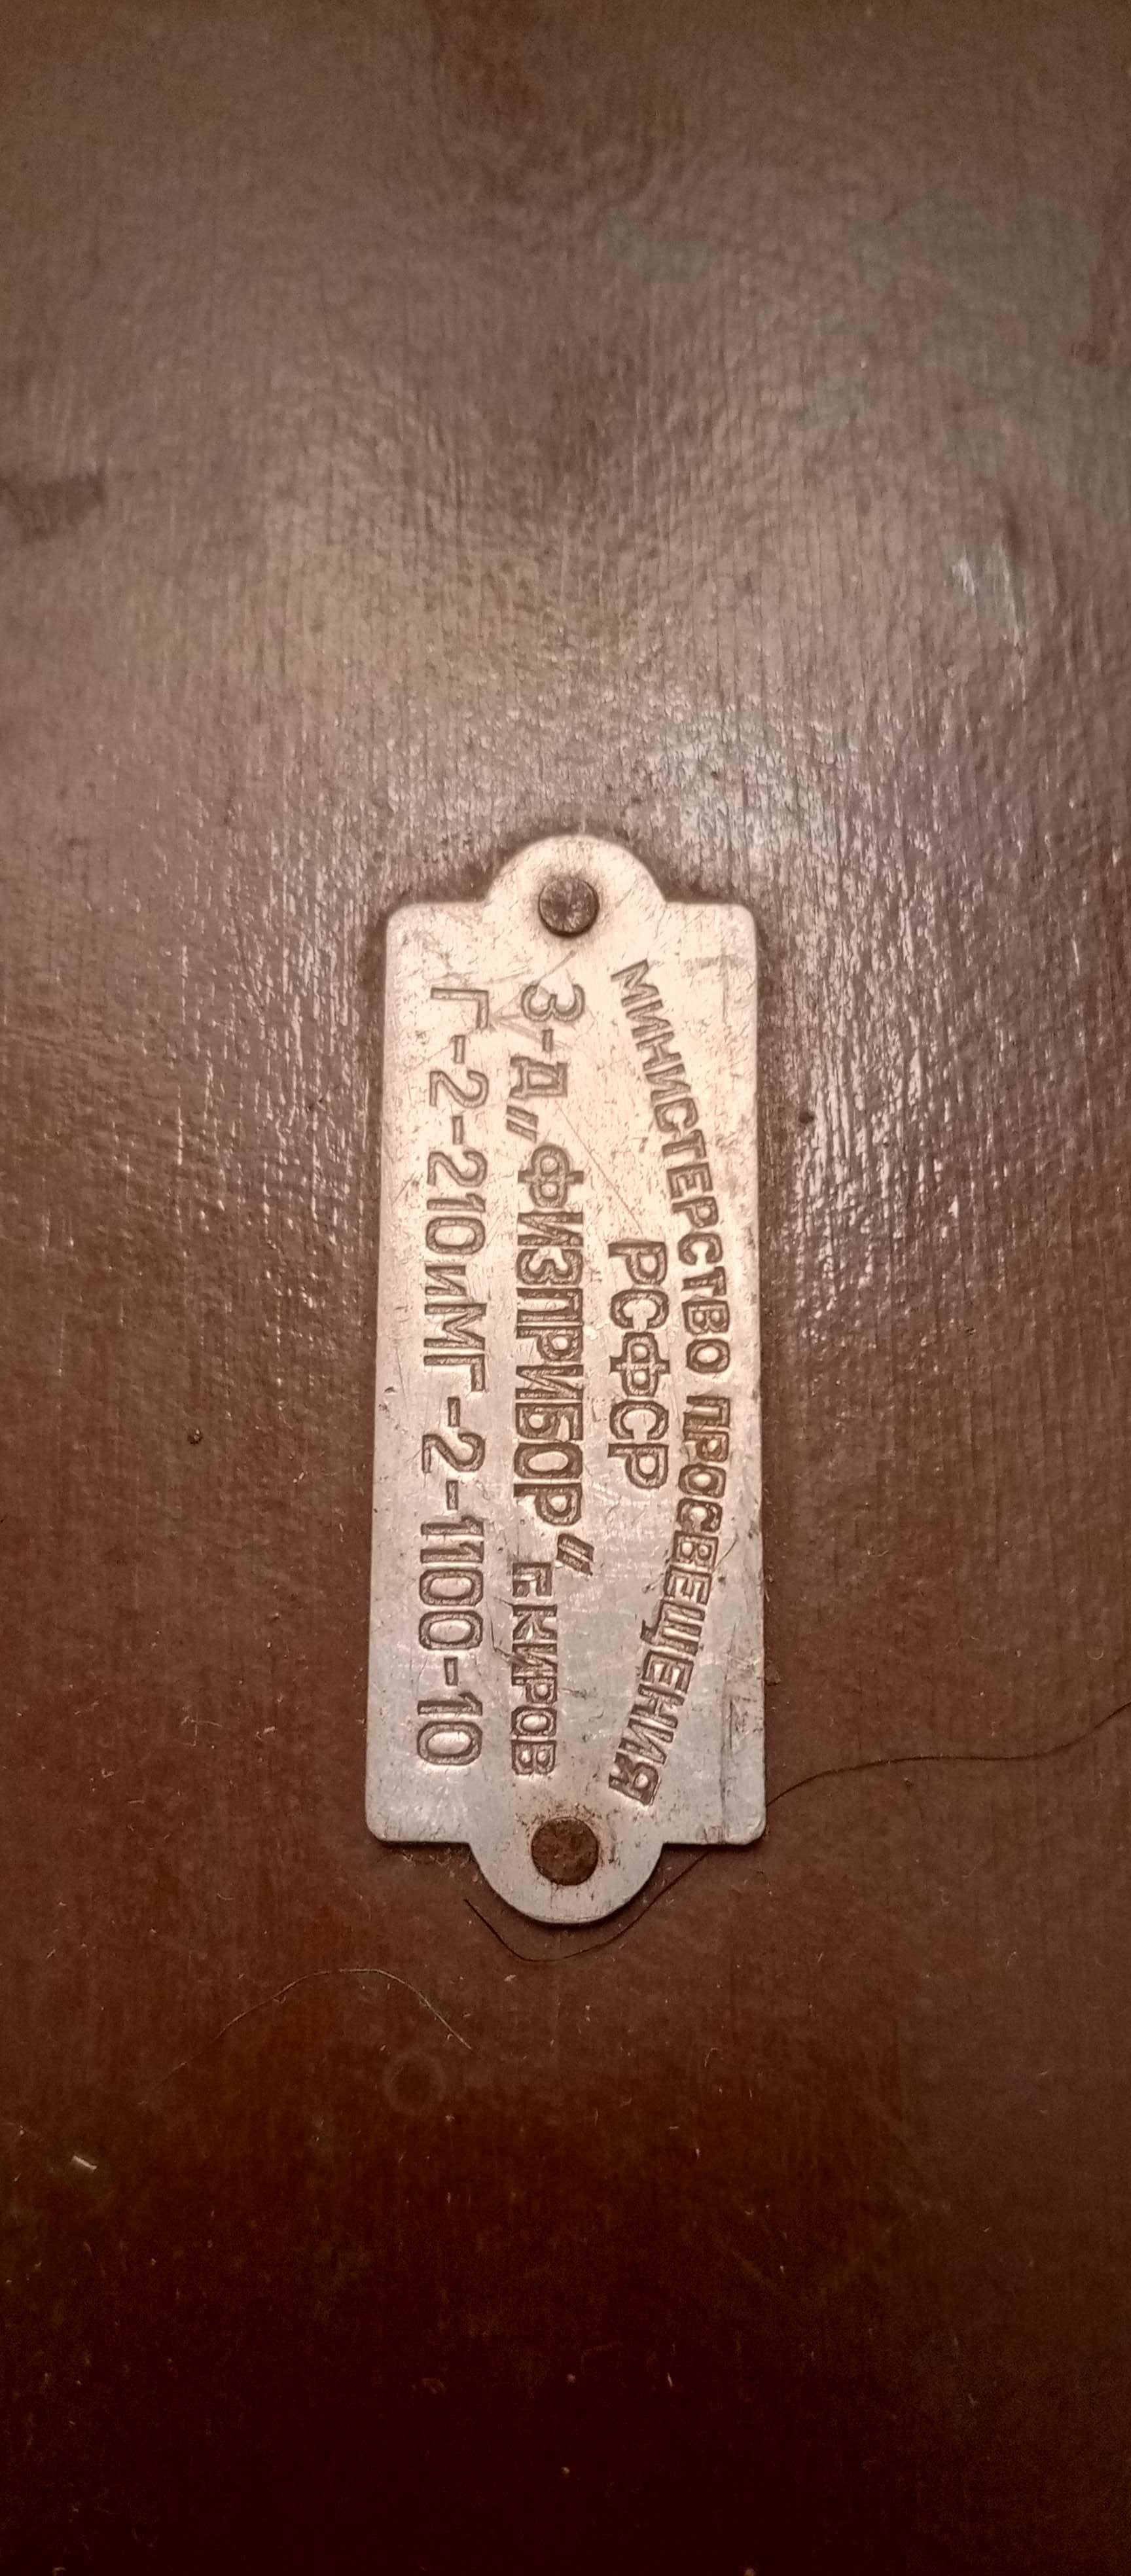 МИНИСТЕРСТВО ПРОСВЕЩЕНИЯ
РСФСР
З-Д „ФИЗПРИБОР" Г.КИРОВ
Г-2-210иМГ-2-1100-10